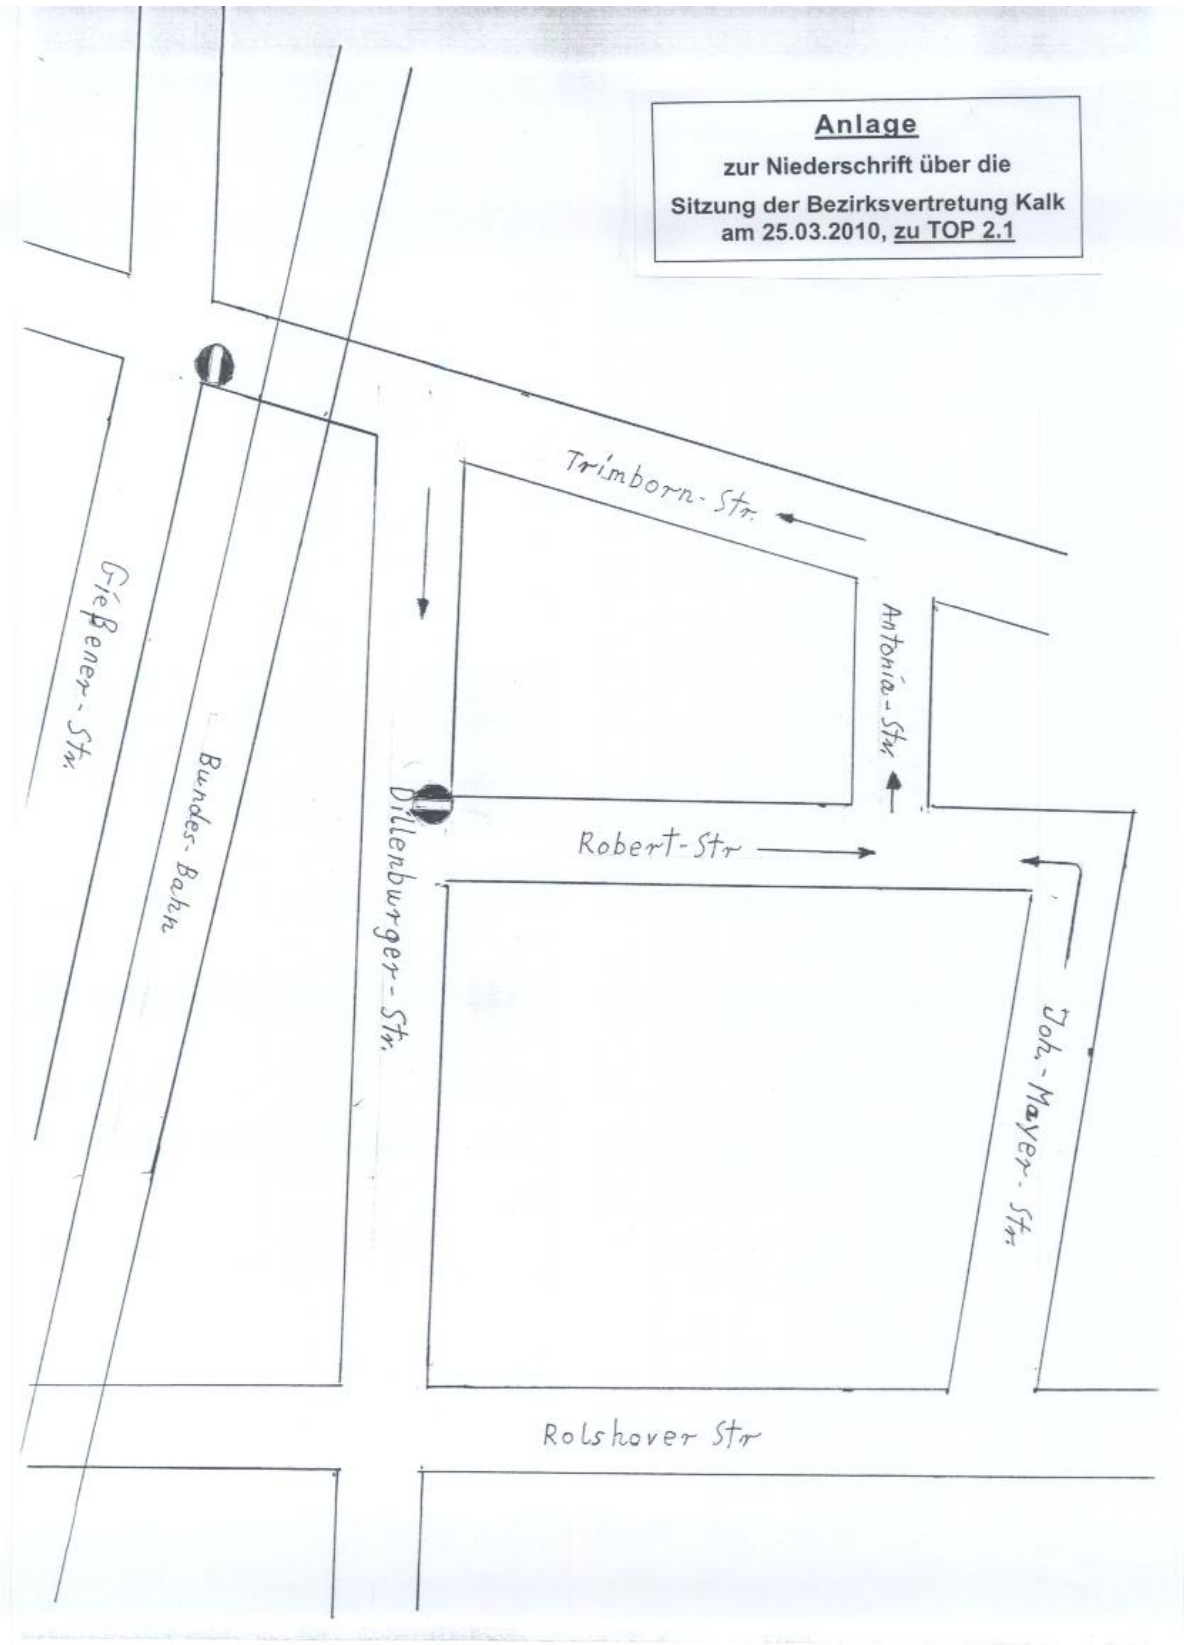 Anlage
zur Niederschrift über die
Sitzung der Bezirksvertretung Kalk
am 25.03.2010, zu TOP 2.1
Trimborn-Str.
Gießener-Str.
Antonia-Str.
Bundes-Bahn
Dillenburger-Str.
Robert-Str
Joh.-Mayer-Str.
Rolshover Str